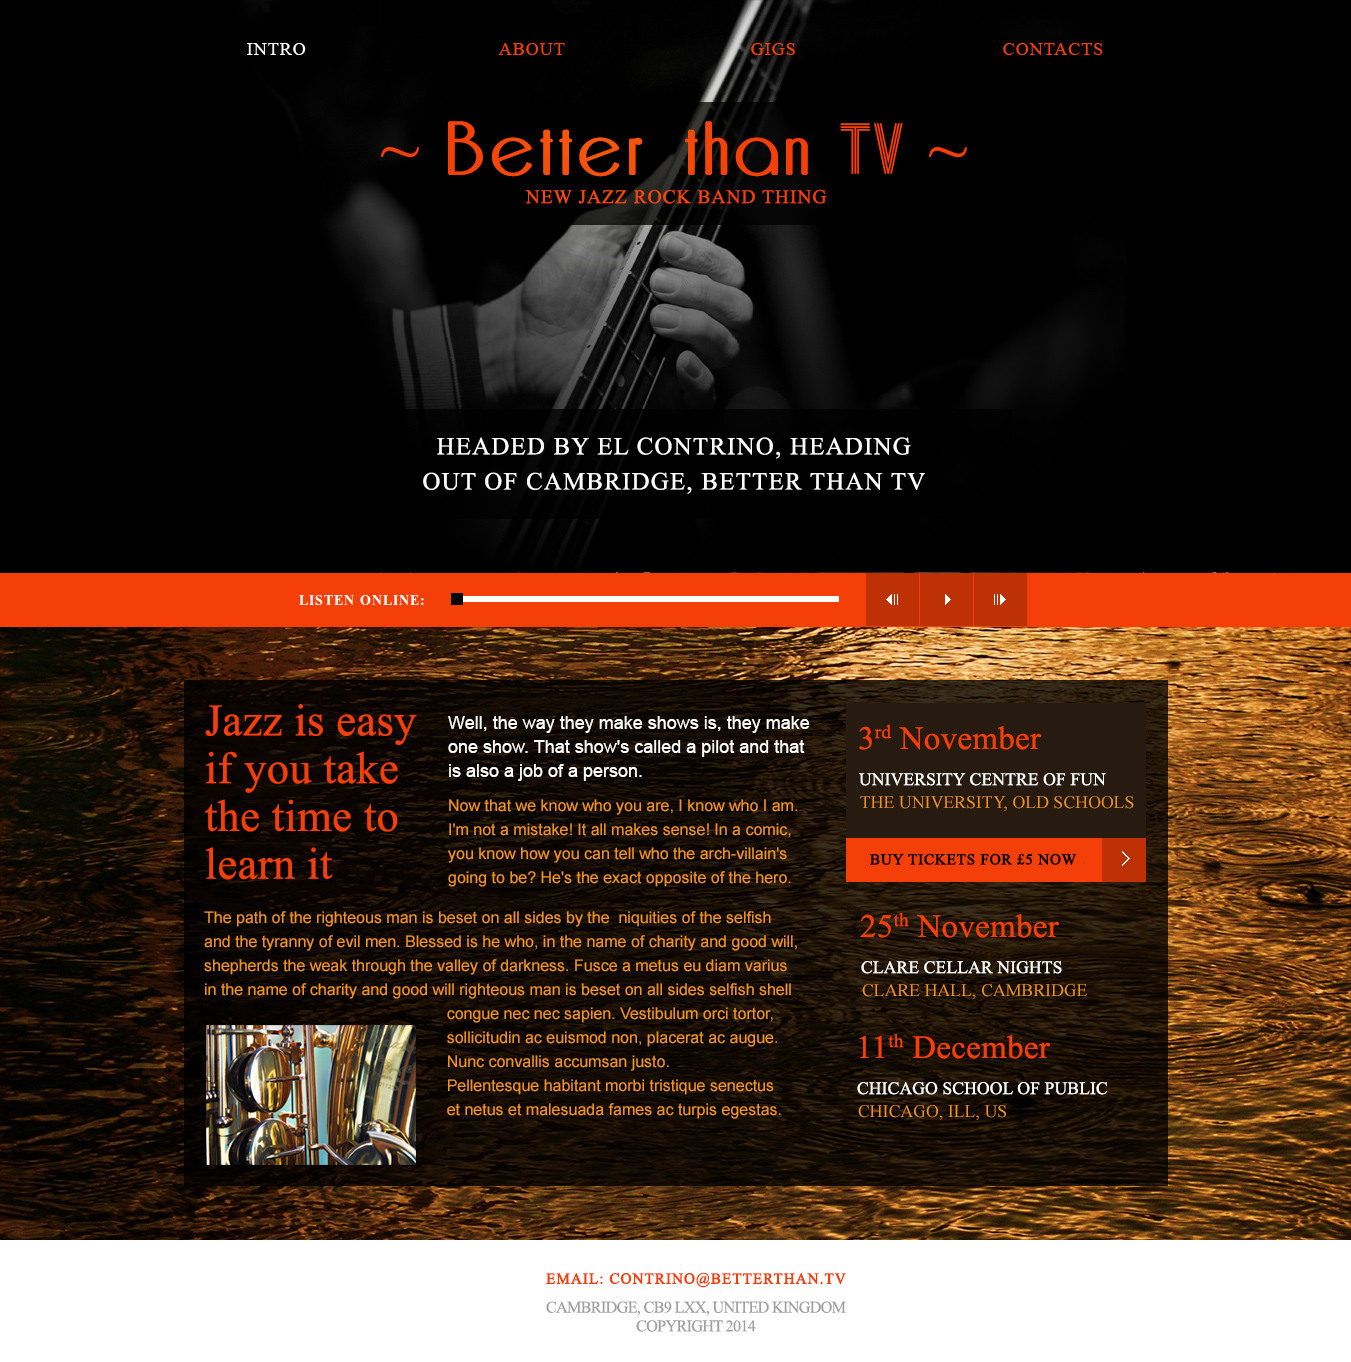 INTRO ABOUT GIGS CONTACTS
~ Better than TV ~
NEW JAZZ ROCK BAND THING
HEADED BY EL CONTRINO, HEADING
OUT OF CAMBRIDGE, BETTER THAN TV
LISTEN ONLINE:
Jazz is easy
if you take
the time to
learn it
Well, the way they make shows is, they make
one show. That show's called a pilot and that
is also a job of a person.
Now that we know who you are, I know who I am.
I'm not a mistake! It all makes sense! In a comic,
you know how you can tell who the arch-villain's
going to be? He's the exact opposite of the hero.
The path of the righteous man is beset on all sides by the niquities of the selfish
and the tyranny of evil men. Blessed is he who, in the name of charity and good will,
shepherds the weak through the valley of darkness. Fusce a metus eu diam varius
in the name of charity and good will righteous man is beset on all sides selfish shell
congue nec nec sapien. Vestibulum orci tortor,
sollicitudin ac euismod non, placerat ac augue.
Nunc convallis accumsan justo.
Pellentesque habitant morbi tristique senectus
et netus et malesuada fames ac turpis egestas.
3rd November
UNIVERSITY CENTRE OF FUN
THE UNIVERSITY, OLD SCHOOLS
BUY TICKETS FOR £5 NOW
25th November
CLARE CELLAR NIGHTS
CLARE HALL, CAMBRIDGE
11th December
CHICAGO SCHOOL OF PUBLIC
CHICAGO, ILL, US
EMAIL: CONTRINO@BETTERTHAN.TV
CAMBRIDGE, CB9 LXX, UNITED KINGDOM
COPYRIGHT 2014